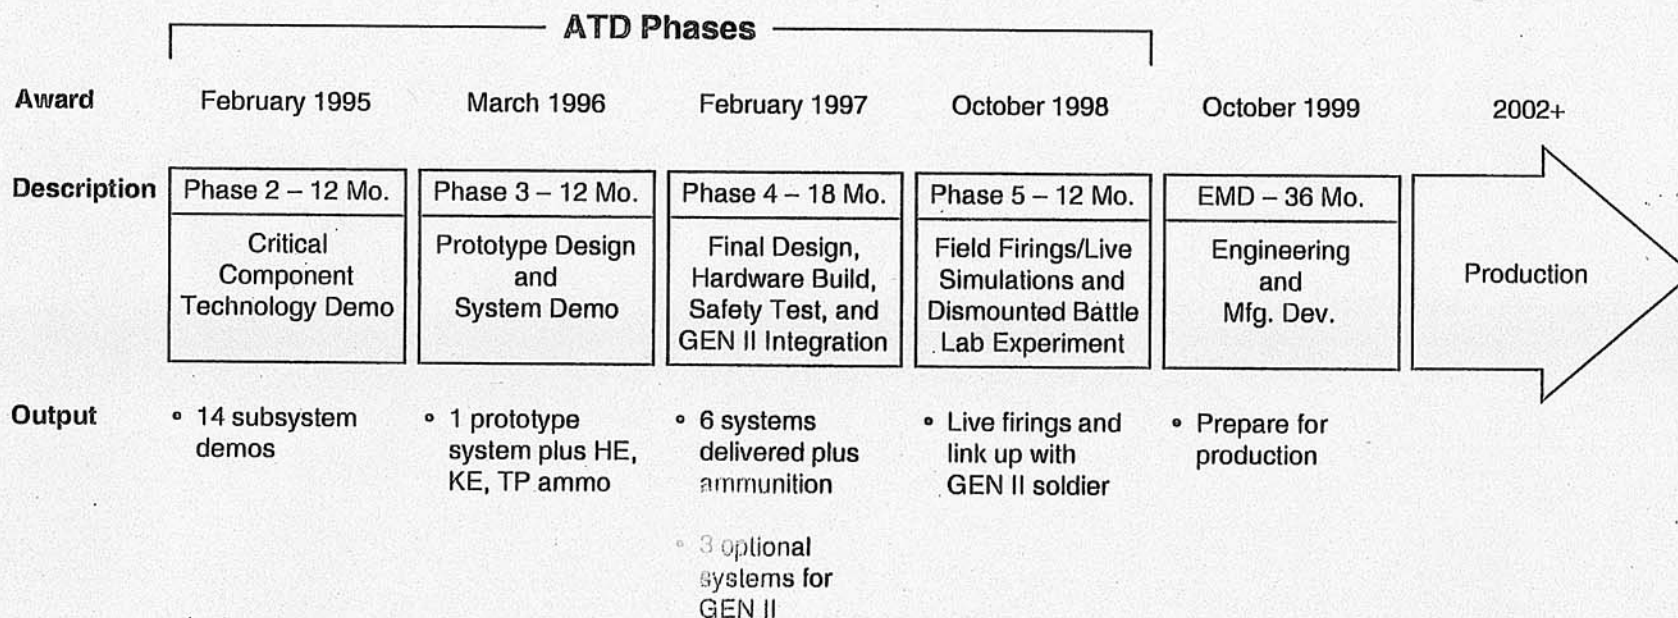 ATD Phases
Award
February 1995
March 1996
February 1997
October 1998
October 1999
2002+
Description
Phase 2 – 12 Mo.
Critical
Component
Technology Demo
Phase 3 – 12 Mo.
Prototype Design
and
System Demo
Phase 4 – 18 Mo.
Final Design,
Hardware Build,
Safety Test, and
GEN II Integration
Phase 5 – 12 Mo.
Field Firings/Live
Simulations and
Dismounted Battle
Lab Experiment
EMD – 36 Mo.
Engineering
and
Mfg. Dev.
Production
Output
• 14 subsystem
demos
• 1 prototype
system plus HE,
KE, TP ammo
• 6 systems
delivered plus
ammunition
• 3 optional
systems for
GEN II
• Live firings and
link up with
GEN II soldier
• Prepare for
production